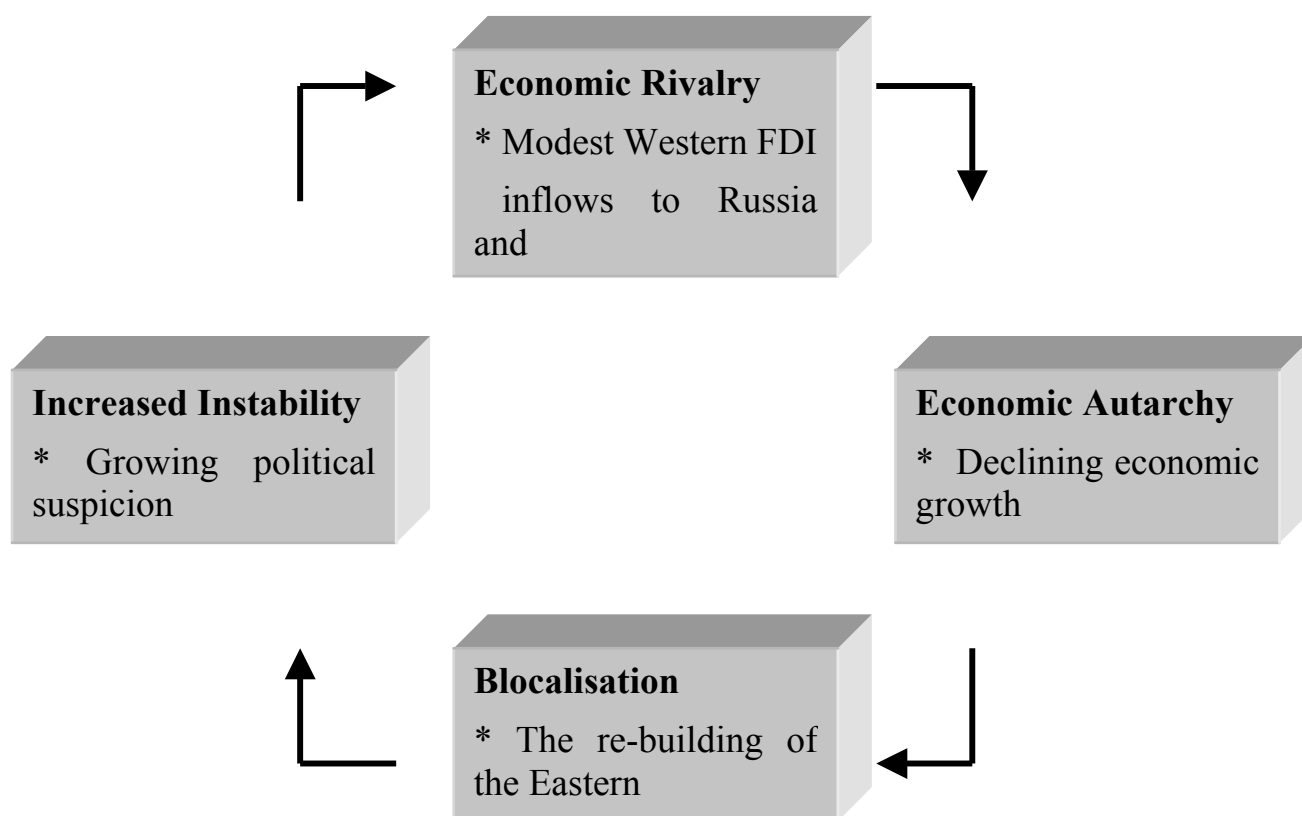 Economic Rivalry
* Modest Western FDI
inflows to Russia
and
Increased Instability
* Growing political
suspicion
Economic Autarchy
* Declining economic
growth
Blocalisation
* The re-building of
the Eastern